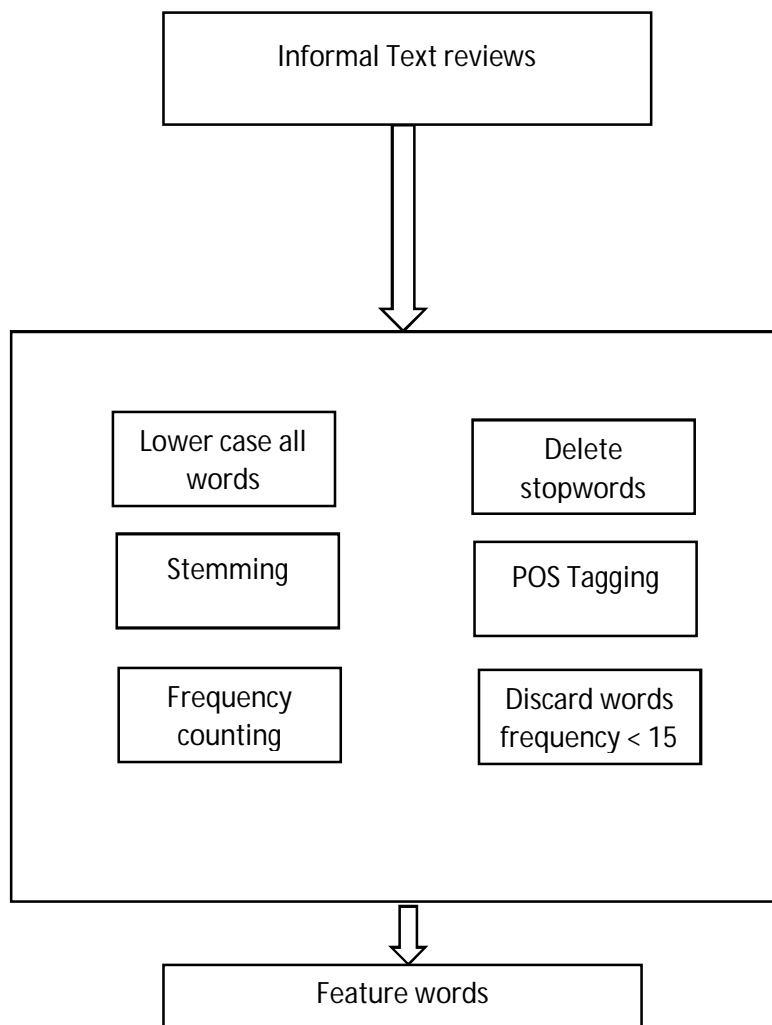 Informal Text reviews
Lower case all
words
Delete
stopwords
Stemming
POS Tagging
Frequency
counting
Discard words
frequency < 15
Feature words